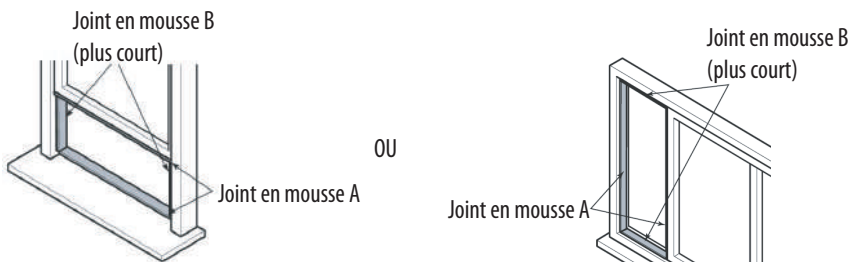 Joint en mousse B
(plus court)
Joint en mousse A
OU
Joint en mousse B
(plus court)
Joint en mousse A